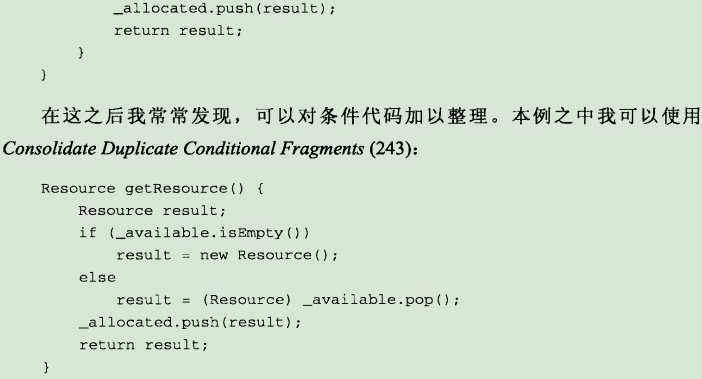 _allocated.push(result);
            return result;
        }
    }
在这之后我常常发现，可以对条件代码加以整理。本例之中我可以使用
Consolidate Duplicate Conditional Fragments (243)：
    Resource getResource() {
        Resource result;
        if (_available.isEmpty())
            result = new Resource();
        else
            result = (Resource) _available.pop();
        _allocated.push(result);
        return result;
    }